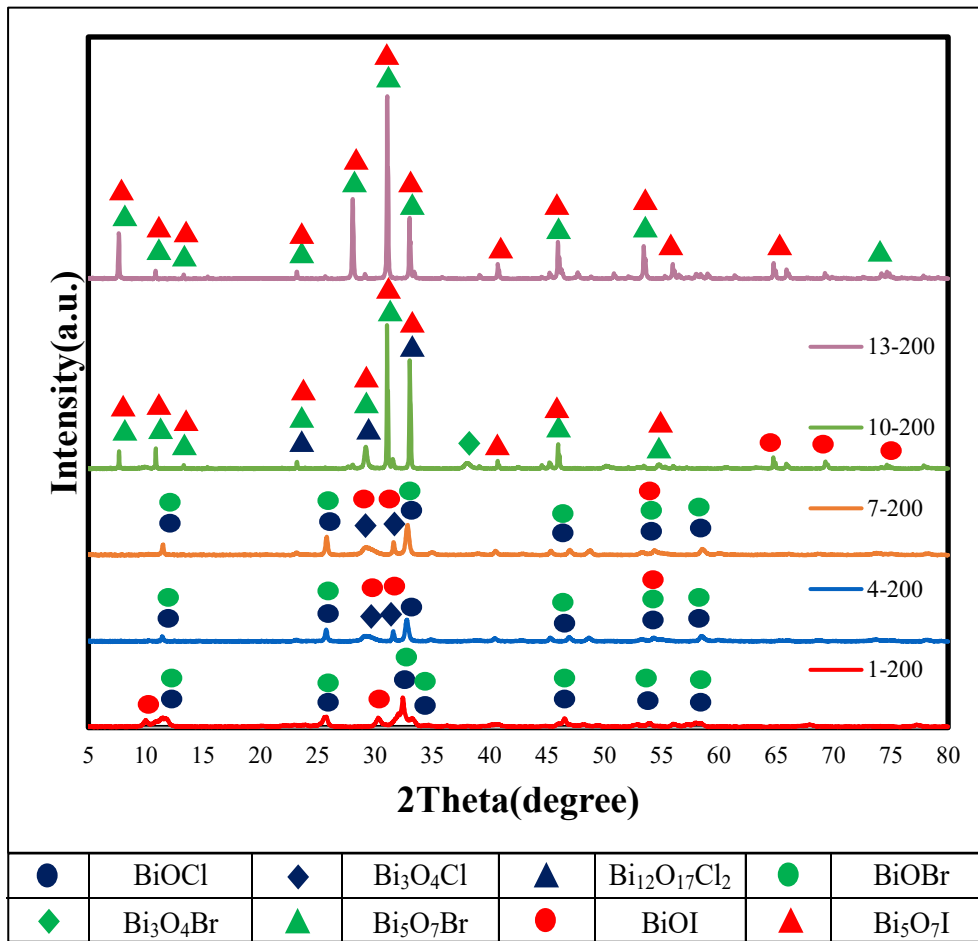 Intensity(a.u.)
13-200
10-200
7-200
4-200
1-200
5 10 15 20 25 30 35 40 45 50 55 60 65 70 75 80
2Theta(degree)
BiOCl Bi₃O₄Cl Bi₁₂O₁₇Cl₂ BiOBr
Bi₃O₄Br Bi₅O₇Br BiOI Bi₅O₇I